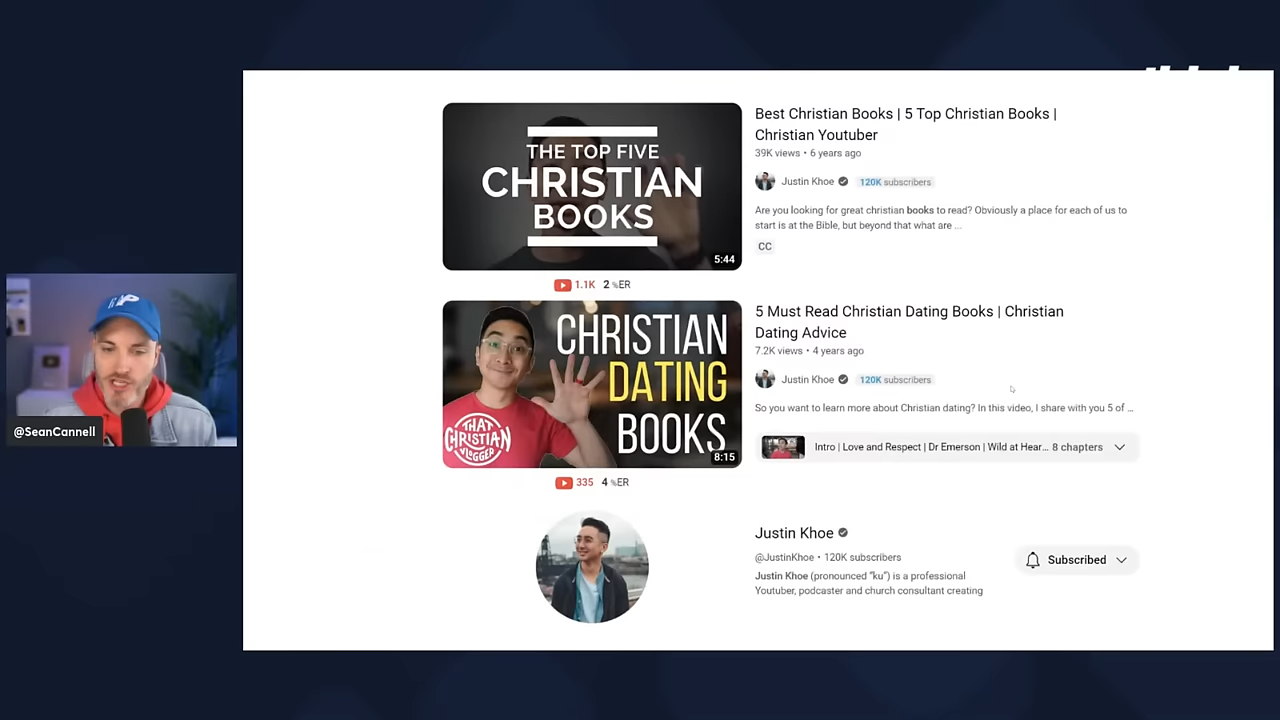 THE TOP FIVE
CHRISTIAN
BOOKS
5:44
Best Christian Books | 5 Top Christian Books |
Christian Youtuber
39K views • 6 years ago
Justin Khoe
120K subscribers
Are you looking for great christian books to read? Obviously a place for each of us to
start is at the Bible, but beyond that what are ...
CC
1.1K 2 %ER
CHRISTIAN
DATING
BOOKS
THAT
CHRISTIAN
VLOGGER
8:15
5 Must Read Christian Dating Books | Christian
Dating Advice
7.2K views • 4 years ago
Justin Khoe
120K subscribers
So you want to learn more about Christian dating? In this video, I share with you 5 of ...
Intro | Love and Respect | Dr Emerson | Wild at Hear... 8 chapters
335 4 %ER
@SeanCannell
Justin Khoe
@JustinKhoe • 120K subscribers
Justin Khoe (pronounced “ku”) is a professional
Youtuber, podcaster and church consultant creating
Subscribed